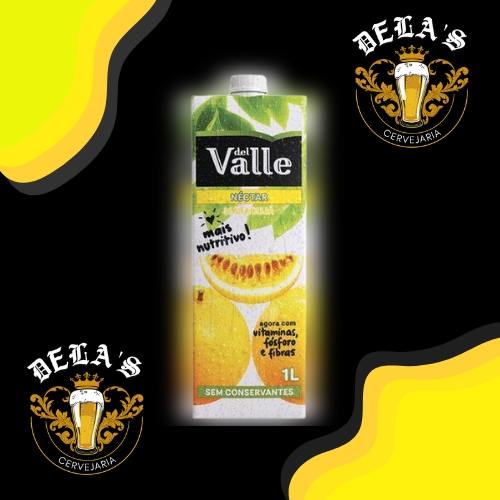 DELA'S
CERVEJARIA
del
Valle
NÉCTAR
mais
nutritivo!
agora com
vitaminas,
fósforo
e fibras
1L
SEM CONSERVANTES
DELA'S
CERVEJARIA